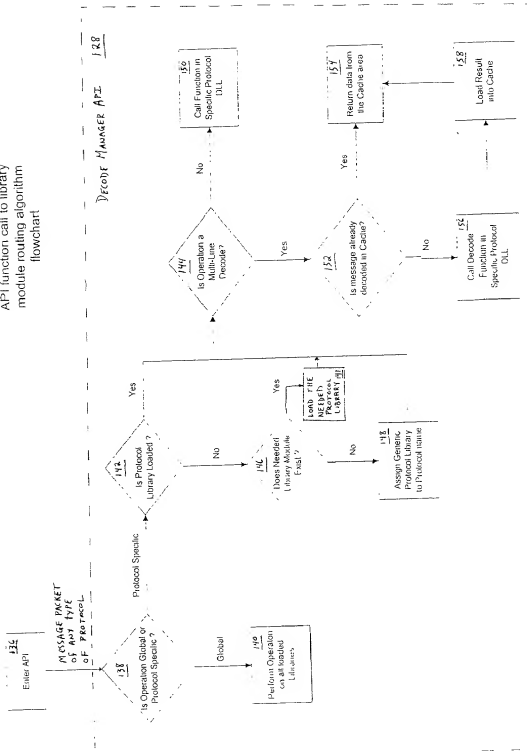 API function call to library
module routing algorithm
flowchart
136
Enter API
MESSAGE PACKET
OF ANY TYPE
OF PROTOCOL
DECODE MANAGER API 128
138
Is Operation Global or
Protocol Specific ?
Global
140
Perform Operation
on all loaded
Libraries
Protocol Specific
142
Is Protocol
Library Loaded ?
Yes
No
146
Does Needed
Library Module
Exist ?
Yes
LOAD THE
NEEDED
PROTOCOL
LIBRARY
No
148
Assign Generic
Protocol Library
to Protocol name
144
Is Operation a
Multi-Line
Decode?
No
150
Call Function in
Specific Protocol
DLL
Yes
152
Is message already
decoded in Cache?
Yes
154
Return data from
the Cache area
No
156
Call Decode
Function in
Specific Protocol
DLL
158
Load Result
into Cache